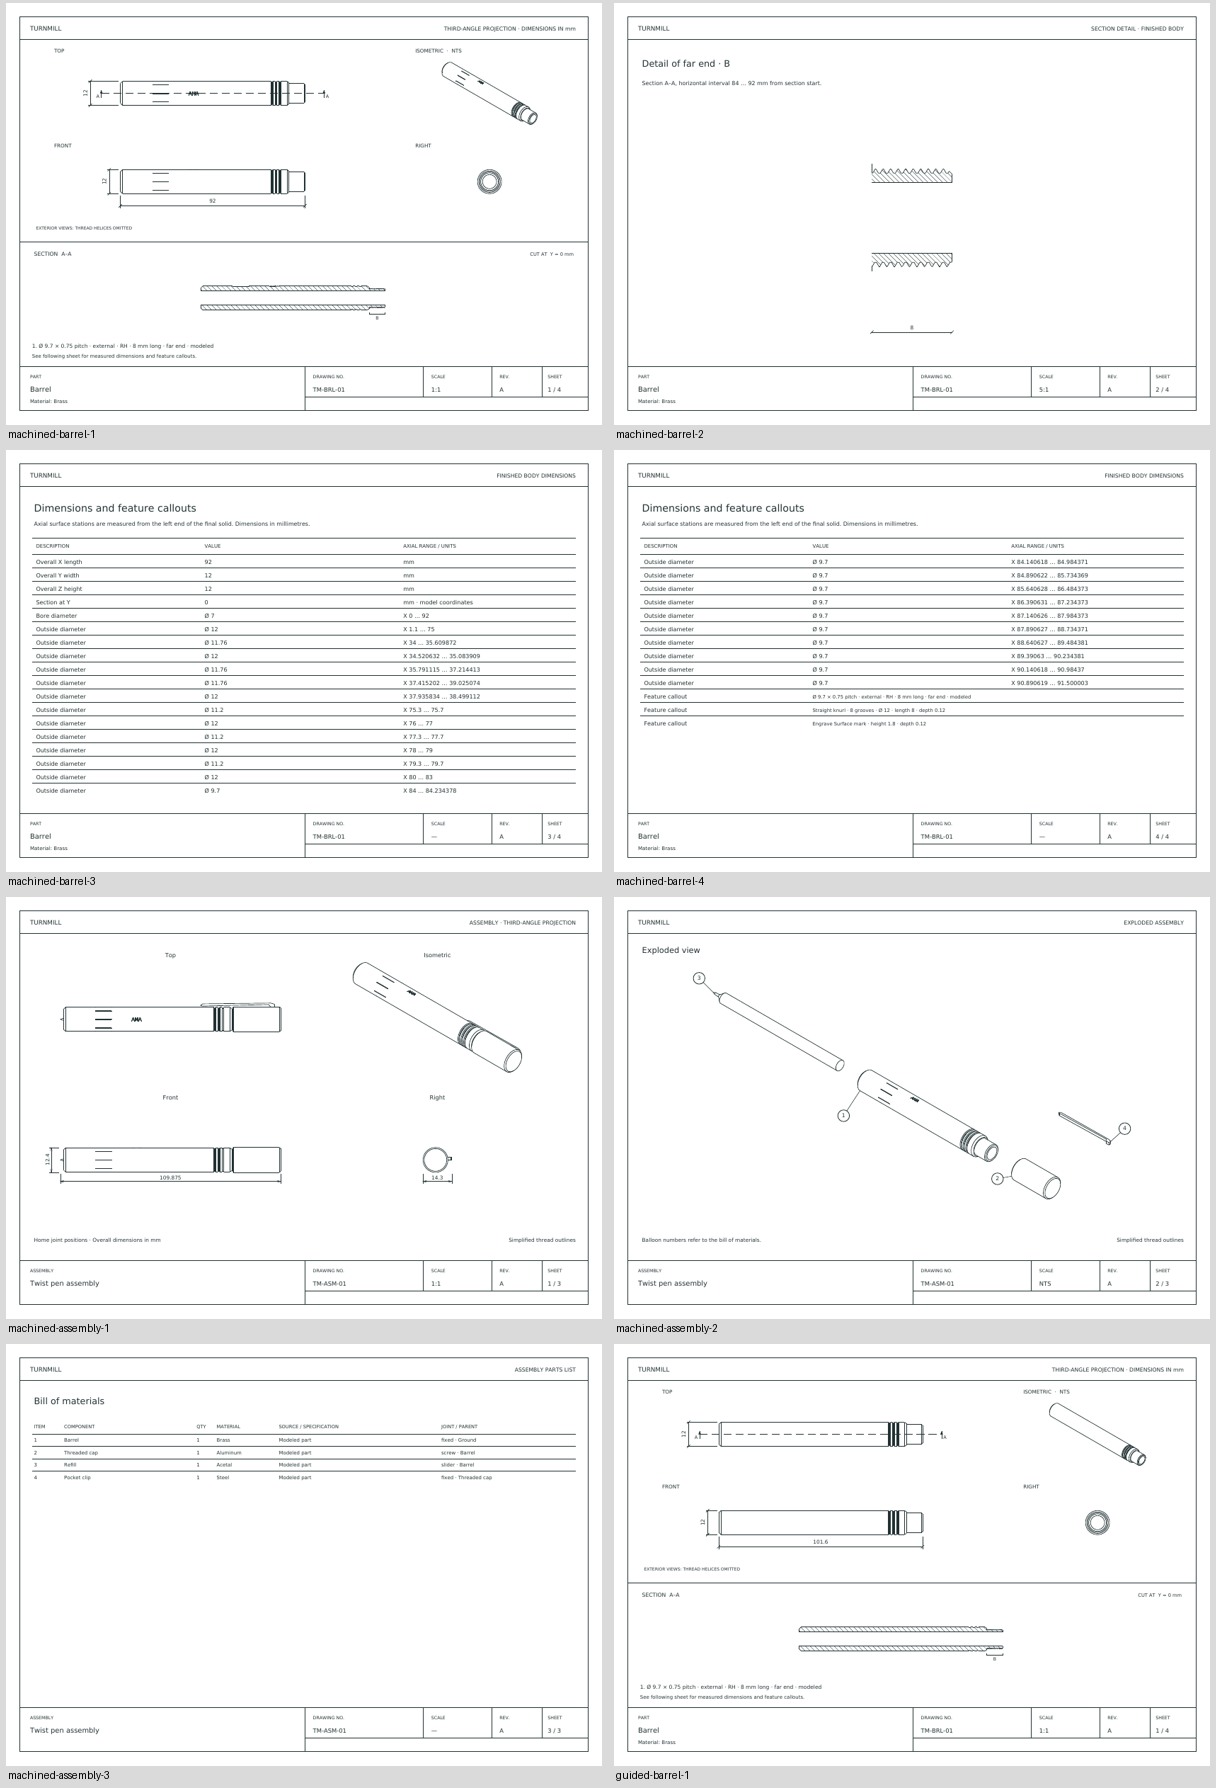 TURNMILL THIRD-ANGLE PROJECTION · DIMENSIONS IN mm
TOP ISOMETRIC · NTS
12 A A
FRONT RIGHT
12
92
EXTERIOR VIEWS: THREAD HELICES OMITTED
SECTION A–A CUT AT Y = 0 mm
B
1. Ø 9.7 × 0.75 pitch · external · RH · 8 mm long · far end · modeled
See following sheet for measured dimensions and feature callouts.
PART DRAWING NO. SCALE REV. SHEET
Barrel TM-BRL-01 1:1 A 1 / 4
Material: Brass
machined-barrel-1
TURNMILL SECTION DETAIL · FINISHED BODY
Detail of far end · B
Section A–A, horizontal interval 84 … 92 mm from section start.
8
PART DRAWING NO. SCALE REV. SHEET
Barrel TM-BRL-01 5:1 A 2 / 4
Material: Brass
machined-barrel-2
TURNMILL FINISHED BODY DIMENSIONS
Dimensions and feature callouts
Axial surface stations are measured from the left end of the final solid. Dimensions in millimetres.
DESCRIPTION VALUE AXIAL RANGE / UNITS
Overall X length 92 mm
Overall Y width 12 mm
Overall Z height 12 mm
Section at Y 0 mm · model coordinates
Bore diameter Ø 7 X 0 … 92
Outside diameter Ø 12 X 1.1 … 75
Outside diameter Ø 11.76 X 34 … 35.609872
Outside diameter Ø 12 X 34.520632 … 35.083909
Outside diameter Ø 11.76 X 35.791115 … 37.214413
Outside diameter Ø 11.76 X 37.415202 … 39.025074
Outside diameter Ø 12 X 37.935834 … 38.499112
Outside diameter Ø 11.2 X 75.3 … 75.7
Outside diameter Ø 12 X 76 … 77
Outside diameter Ø 11.2 X 77.3 … 77.7
Outside diameter Ø 12 X 78 … 79
Outside diameter Ø 11.2 X 79.3 … 79.7
Outside diameter Ø 12 X 80 … 83
Outside diameter Ø 9.7 X 84 … 84.234378
PART DRAWING NO. SCALE REV. SHEET
Barrel TM-BRL-01 — A 3 / 4
Material: Brass
machined-barrel-3
TURNMILL FINISHED BODY DIMENSIONS
Dimensions and feature callouts
Axial surface stations are measured from the left end of the final solid. Dimensions in millimetres.
DESCRIPTION VALUE AXIAL RANGE / UNITS
Outside diameter Ø 9.7 X 84.140618 … 84.984371
Outside diameter Ø 9.7 X 84.890622 … 85.734369
Outside diameter Ø 9.7 X 85.640628 … 86.484373
Outside diameter Ø 9.7 X 86.390631 … 87.234373
Outside diameter Ø 9.7 X 87.140626 … 87.984373
Outside diameter Ø 9.7 X 87.890627 … 88.734371
Outside diameter Ø 9.7 X 88.640627 … 89.484381
Outside diameter Ø 9.7 X 89.39063 … 90.234381
Outside diameter Ø 9.7 X 90.140618 … 90.98437
Outside diameter Ø 9.7 X 90.890619 … 91.500003
Feature callout Ø 9.7 × 0.75 pitch · external · RH · 8 mm long · far end · modeled
Feature callout Straight knurl · 8 grooves · Ø 12 · length 8 · depth 0.12
Feature callout Engrave Surface mark · height 1.8 · depth 0.12
PART DRAWING NO. SCALE REV. SHEET
Barrel TM-BRL-01 — A 4 / 4
Material: Brass
machined-barrel-4
TURNMILL ASSEMBLY · THIRD-ANGLE PROJECTION
Top Isometric
Front Right
12.4
109.875 14.3
Home joint positions · Overall dimensions in mm Simplified thread outlines
ASSEMBLY DRAWING NO. SCALE REV. SHEET
Twist pen assembly TM-ASM-01 1:1 A 1 / 3
machined-assembly-1
TURNMILL EXPLODED ASSEMBLY
Exploded view
3
1
4
2
Balloon numbers refer to the bill of materials. Simplified thread outlines
ASSEMBLY DRAWING NO. SCALE REV. SHEET
Twist pen assembly TM-ASM-01 NTS A 2 / 3
machined-assembly-2
TURNMILL ASSEMBLY PARTS LIST
Bill of materials
ITEM COMPONENT QTY MATERIAL SOURCE / SPECIFICATION JOINT / PARENT
1 Barrel 1 Brass Modeled part fixed · Ground
2 Threaded cap 1 Aluminum Modeled part screw · Barrel
3 Refill 1 Acetal Modeled part slider · Barrel
4 Pocket clip 1 Steel Modeled part fixed · Threaded cap
ASSEMBLY DRAWING NO. SCALE REV. SHEET
Twist pen assembly TM-ASM-01 — A 3 / 3
machined-assembly-3
TURNMILL THIRD-ANGLE PROJECTION · DIMENSIONS IN mm
TOP ISOMETRIC · NTS
12 A A
FRONT RIGHT
12
101.6
EXTERIOR VIEWS: THREAD HELICES OMITTED
SECTION A–A CUT AT Y = 0 mm
B
1. Ø 9.7 × 0.75 pitch · external · RH · 8 mm long · far end · modeled
See following sheet for measured dimensions and feature callouts.
PART DRAWING NO. SCALE REV. SHEET
Barrel TM-BRL-01 1:1 A 1 / 4
Material: Brass
guided-barrel-1